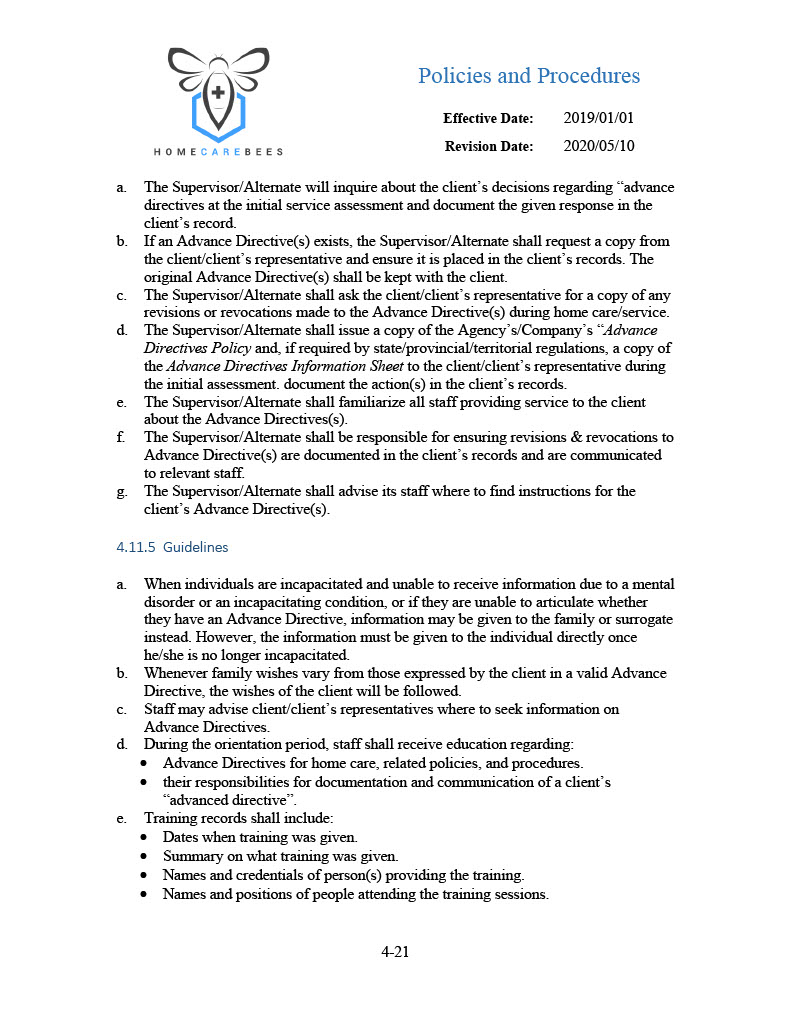 Policies and Procedures
Effective Date: 2019/01/01
Revision Date: 2020/05/10
HOMECAREBEES
a. The Supervisor/Alternate will inquire about the client’s decisions regarding “advance
directives at the initial service assessment and document the given response in the
client’s record.
b. If an Advance Directive(s) exists, the Supervisor/Alternate shall request a copy from
the client/client’s representative and ensure it is placed in the client’s records. The
original Advance Directive(s) shall be kept with the client.
c. The Supervisor/Alternate shall ask the client/client’s representative for a copy of any
revisions or revocations made to the Advance Directive(s) during home care/service.
d. The Supervisor/Alternate shall issue a copy of the Agency’s/Company’s “Advance
Directives Policy and, if required by state/provincial/territorial regulations, a copy of
the Advance Directives Information Sheet to the client/client’s representative during
the initial assessment. document the action(s) in the client’s records.
e. The Supervisor/Alternate shall familiarize all staff providing service to the client
about the Advance Directives(s).
f. The Supervisor/Alternate shall be responsible for ensuring revisions & revocations to
Advance Directive(s) are documented in the client’s records and are communicated
to relevant staff.
g. The Supervisor/Alternate shall advise its staff where to find instructions for the
client’s Advance Directive(s).
4.11.5 Guidelines
a. When individuals are incapacitated and unable to receive information due to a mental
disorder or an incapacitating condition, or if they are unable to articulate whether
they have an Advance Directive, information may be given to the family or surrogate
instead. However, the information must be given to the individual directly once
he/she is no longer incapacitated.
b. Whenever family wishes vary from those expressed by the client in a valid Advance
Directive, the wishes of the client will be followed.
c. Staff may advise client/client’s representatives where to seek information on
Advance Directives.
d. During the orientation period, staff shall receive education regarding:
• Advance Directives for home care, related policies, and procedures.
• their responsibilities for documentation and communication of a client’s
“advanced directive”.
e. Training records shall include:
• Dates when training was given.
• Summary on what training was given.
• Names and credentials of person(s) providing the training.
• Names and positions of people attending the training sessions.
4-21